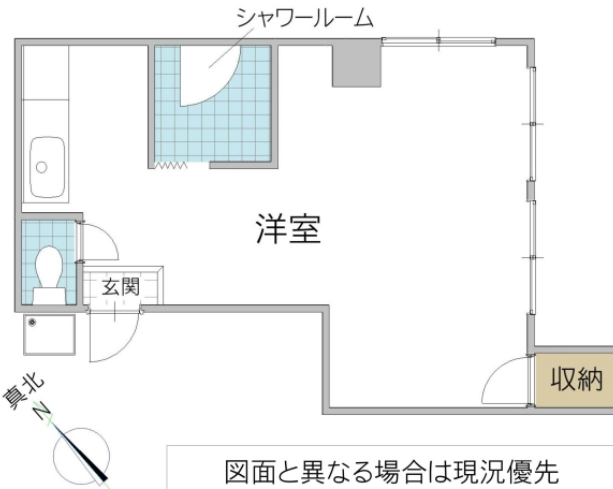 シャワールーム
洋室
玄関
収納
真北
N
図面と異なる場合は現況優先